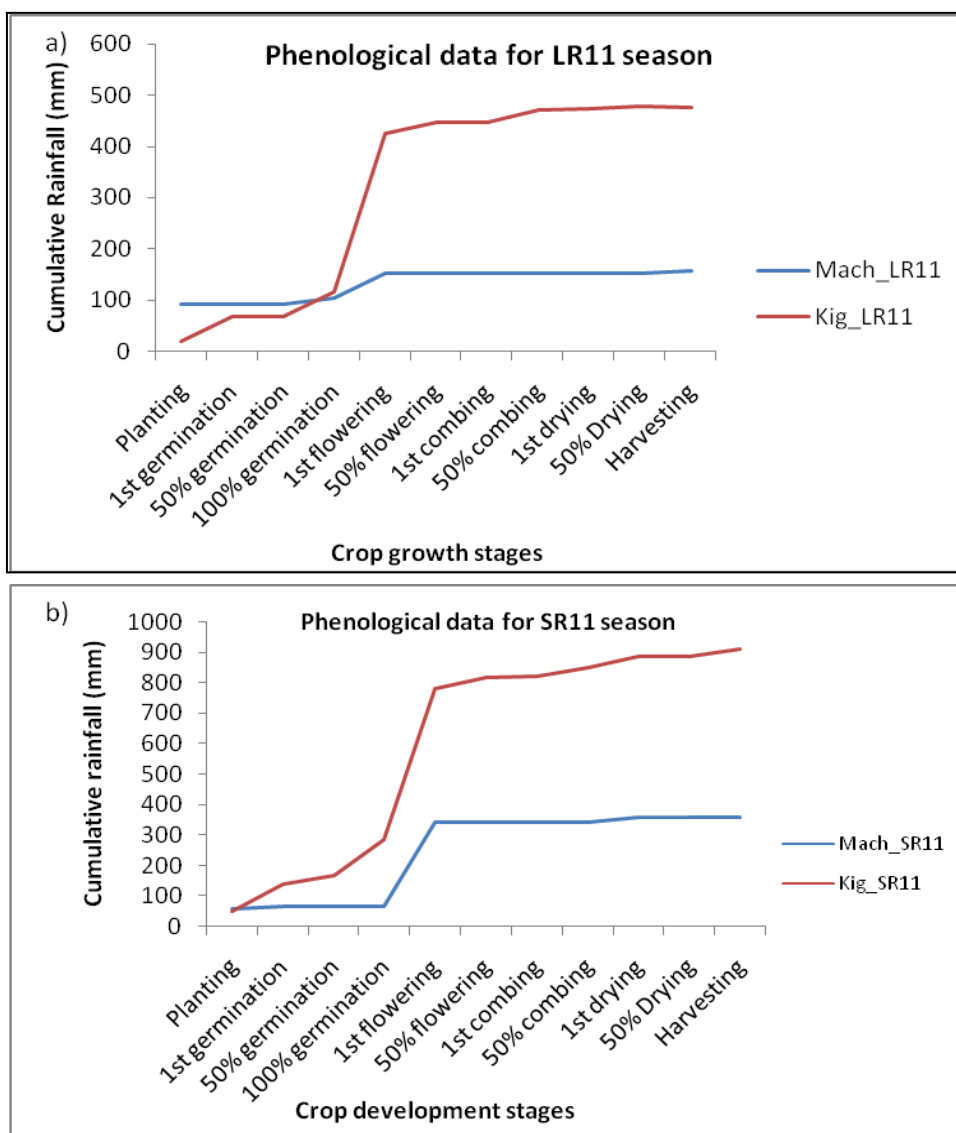 a)
Phenological data for LR11 season
Cumulative Rainfall (mm)
600
500
400
300
200
100
0
Mach_LR11
Kig_LR11
Planting
1st germination
50% germination
100% germination
1st flowering
50% flowering
1st combing
50% combing
1st drying
50% Drying
Harvesting
Crop growth stages
b)
Phenological data for SR11 season
Cumulative rainfall (mm)
1000
900
800
700
600
500
400
300
200
100
0
Mach_SR11
Kig_SR11
Planting
1st germination
50% germination
100% germination
1st flowering
50% flowering
1st combing
50% combing
1st drying
50% Drying
Harvesting
Crop development stages